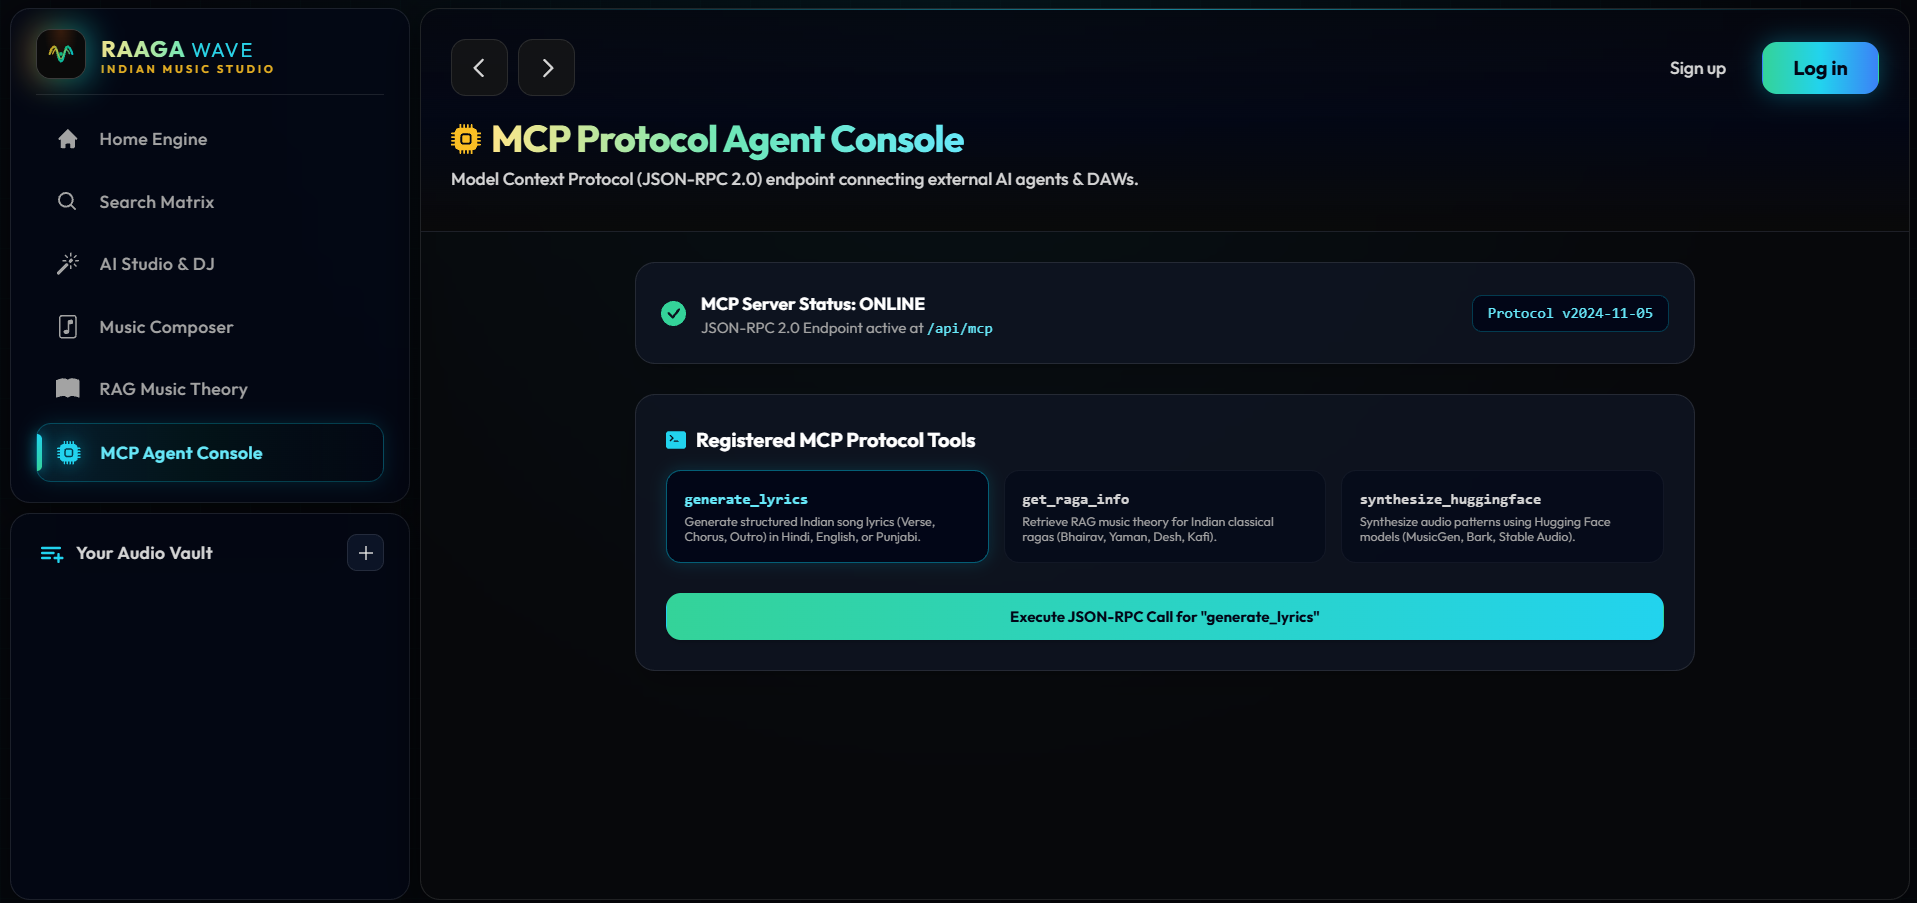 RAAGA WAVE
INDIAN MUSIC STUDIO
Home Engine
Search Matrix
AI Studio & DJ
Music Composer
RAG Music Theory
MCP Agent Console
Your Audio Vault
Sign up
Log in
MCP Protocol Agent Console
Model Context Protocol (JSON-RPC 2.0) endpoint connecting external AI agents & DAWs.
MCP Server Status: ONLINE
JSON-RPC 2.0 Endpoint active at /api/mcp
Protocol v2024-11-05
Registered MCP Protocol Tools
generate_lyrics
Generate structured Indian song lyrics (Verse,
Chorus, Outro) in Hindi, English, or Punjabi.
get_raga_info
Retrieve RAG music theory for Indian classical
ragas (Bhairav, Yaman, Desh, Kafi).
synthesize_huggingface
Synthesize audio patterns using Hugging Face
models (MusicGen, Bark, Stable Audio).
Execute JSON-RPC Call for "generate_lyrics"